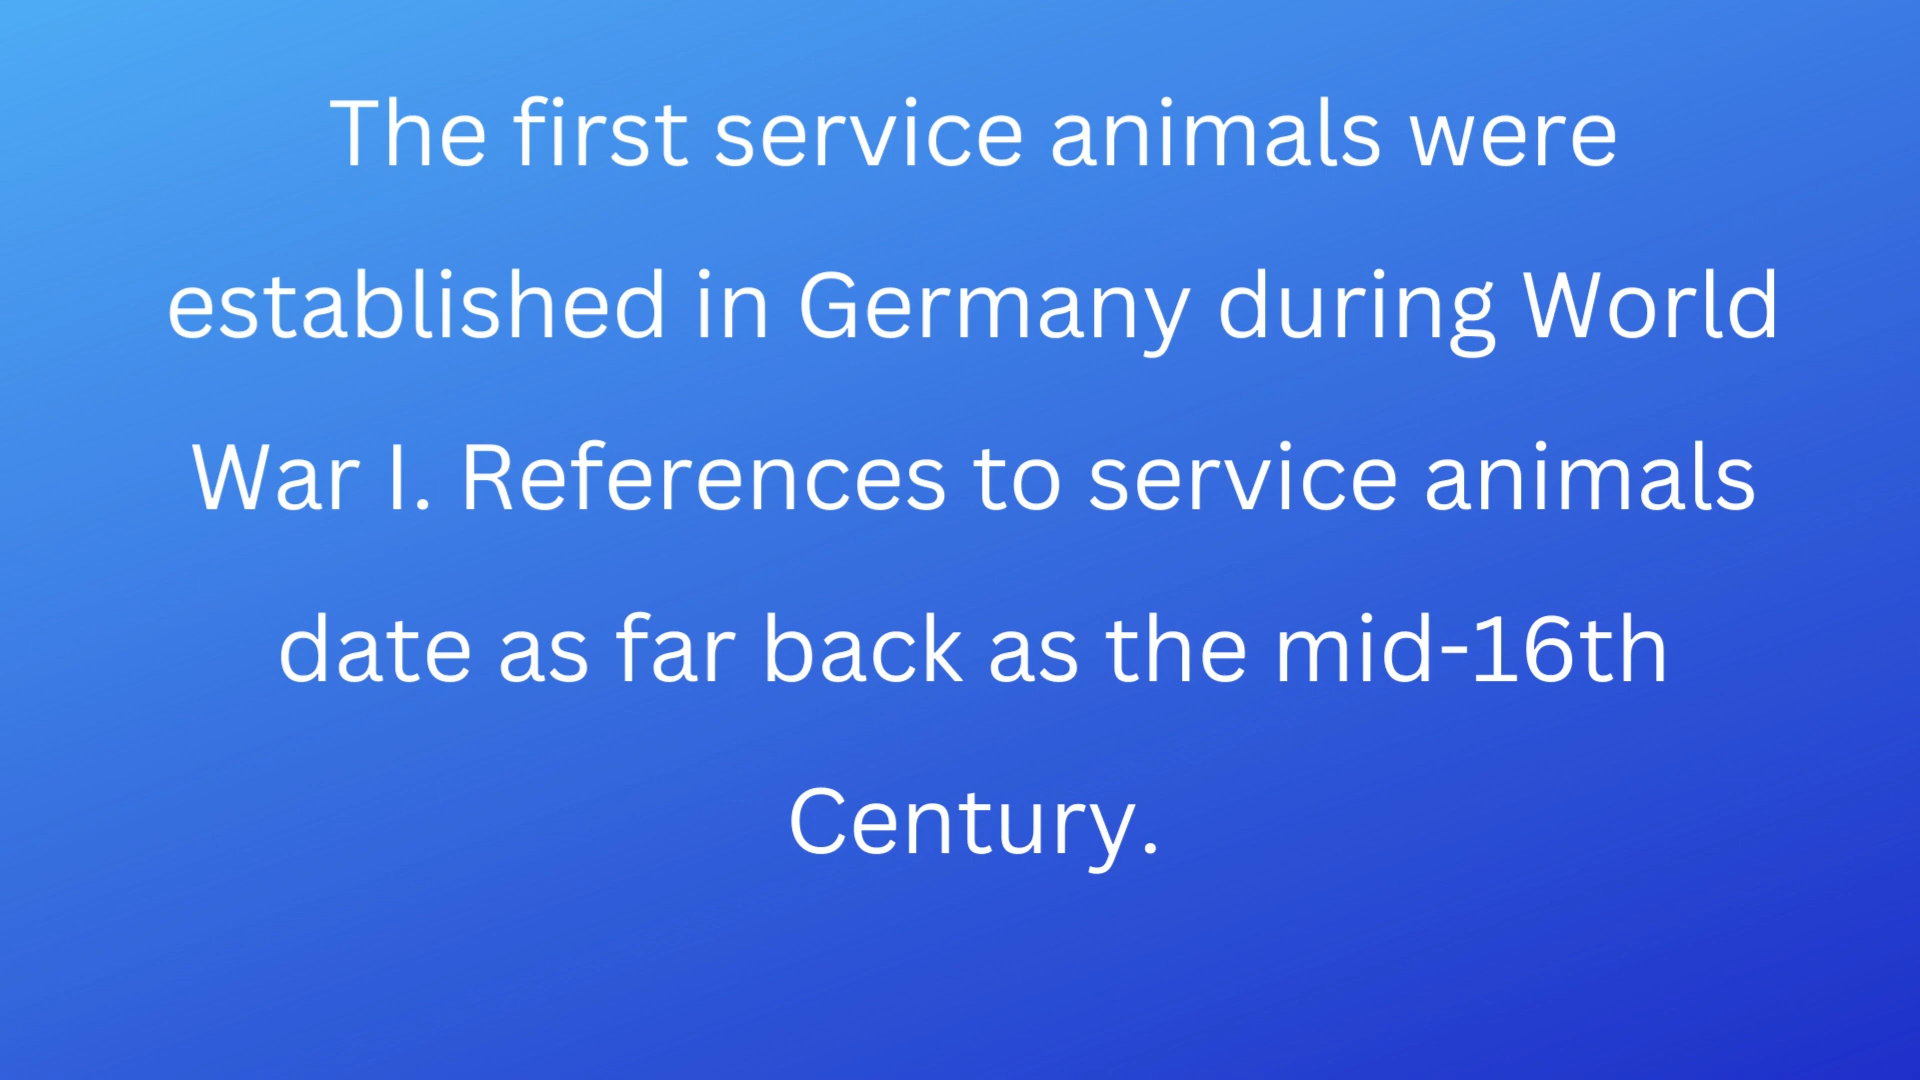 The first service animals were
established in Germany during World
War I. References to service animals
date as far back as the mid-16th
Century.